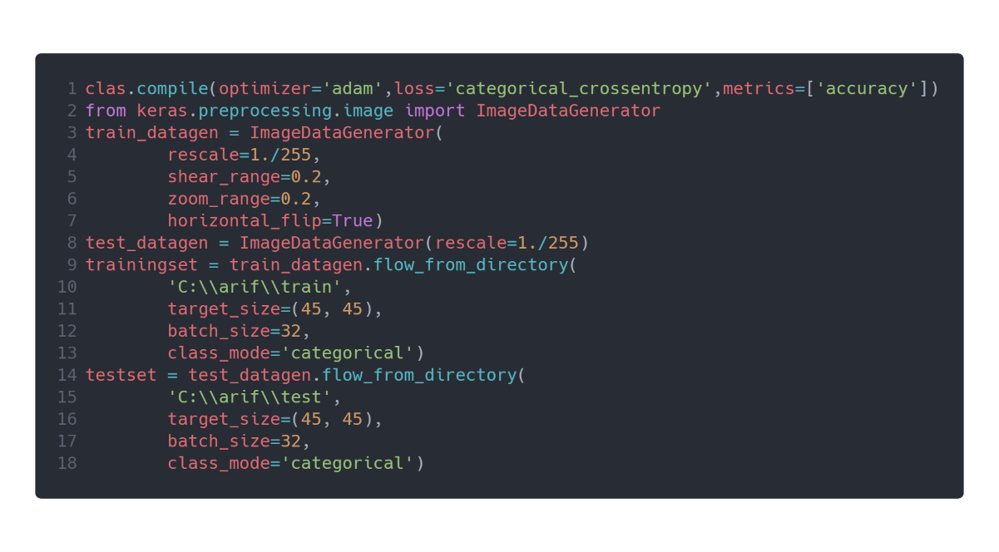 1 clas.compile(optimizer='adam',loss='categorical_crossentropy',metrics=['accuracy'])
2 from keras.preprocessing.image import ImageDataGenerator
3 train_datagen = ImageDataGenerator(
4         rescale=1./255,
5         shear_range=0.2,
6         zoom_range=0.2,
7         horizontal_flip=True)
8 test_datagen = ImageDataGenerator(rescale=1./255)
9 trainingset = train_datagen.flow_from_directory(
10         'C:\\arif\\train',
11         target_size=(45, 45),
12         batch_size=32,
13         class_mode='categorical')
14 testset = test_datagen.flow_from_directory(
15         'C:\\arif\\test',
16         target_size=(45, 45),
17         batch_size=32,
18         class_mode='categorical')